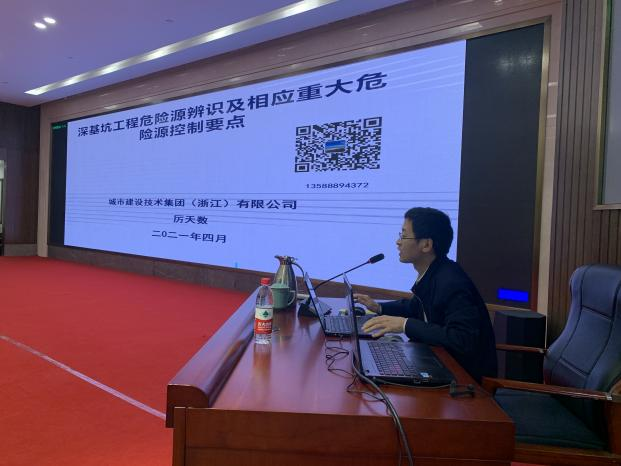 深基坑工程危险源辨识及相应重大危
险源控制要点
13588894372
城市建设技术集团（浙江）有限公司
厉天数
二〇二一年四月